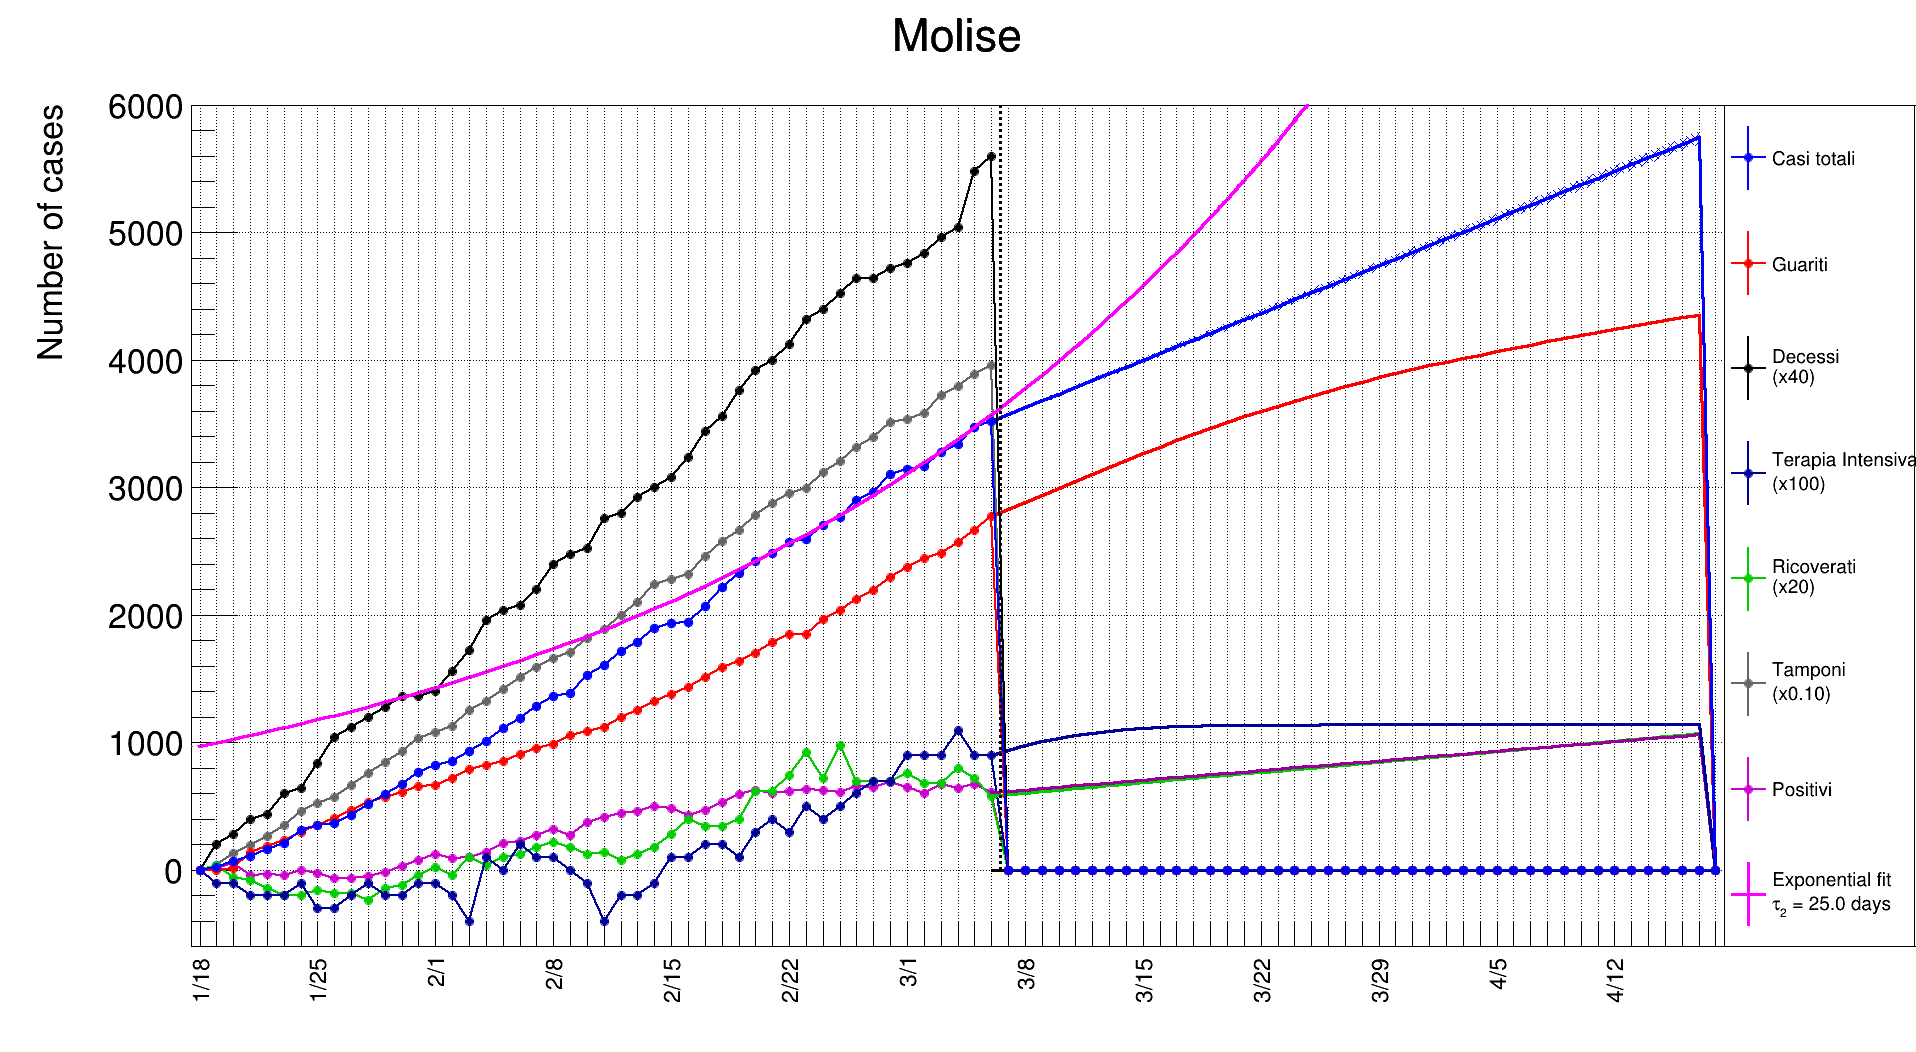 Molise
Number of cases
6000
5000
4000
3000
2000
1000
0
1/18
1/25
2/1
2/8
2/15
2/22
3/1
3/8
3/15
3/22
3/29
4/5
4/12
Casi totali
Guariti
Decessi
(x40)
Terapia Intensiva
(x100)
Ricoverati
(x20)
Tamponi
(x0.10)
Positivi
Exponential fit
τ2 = 25.0 days